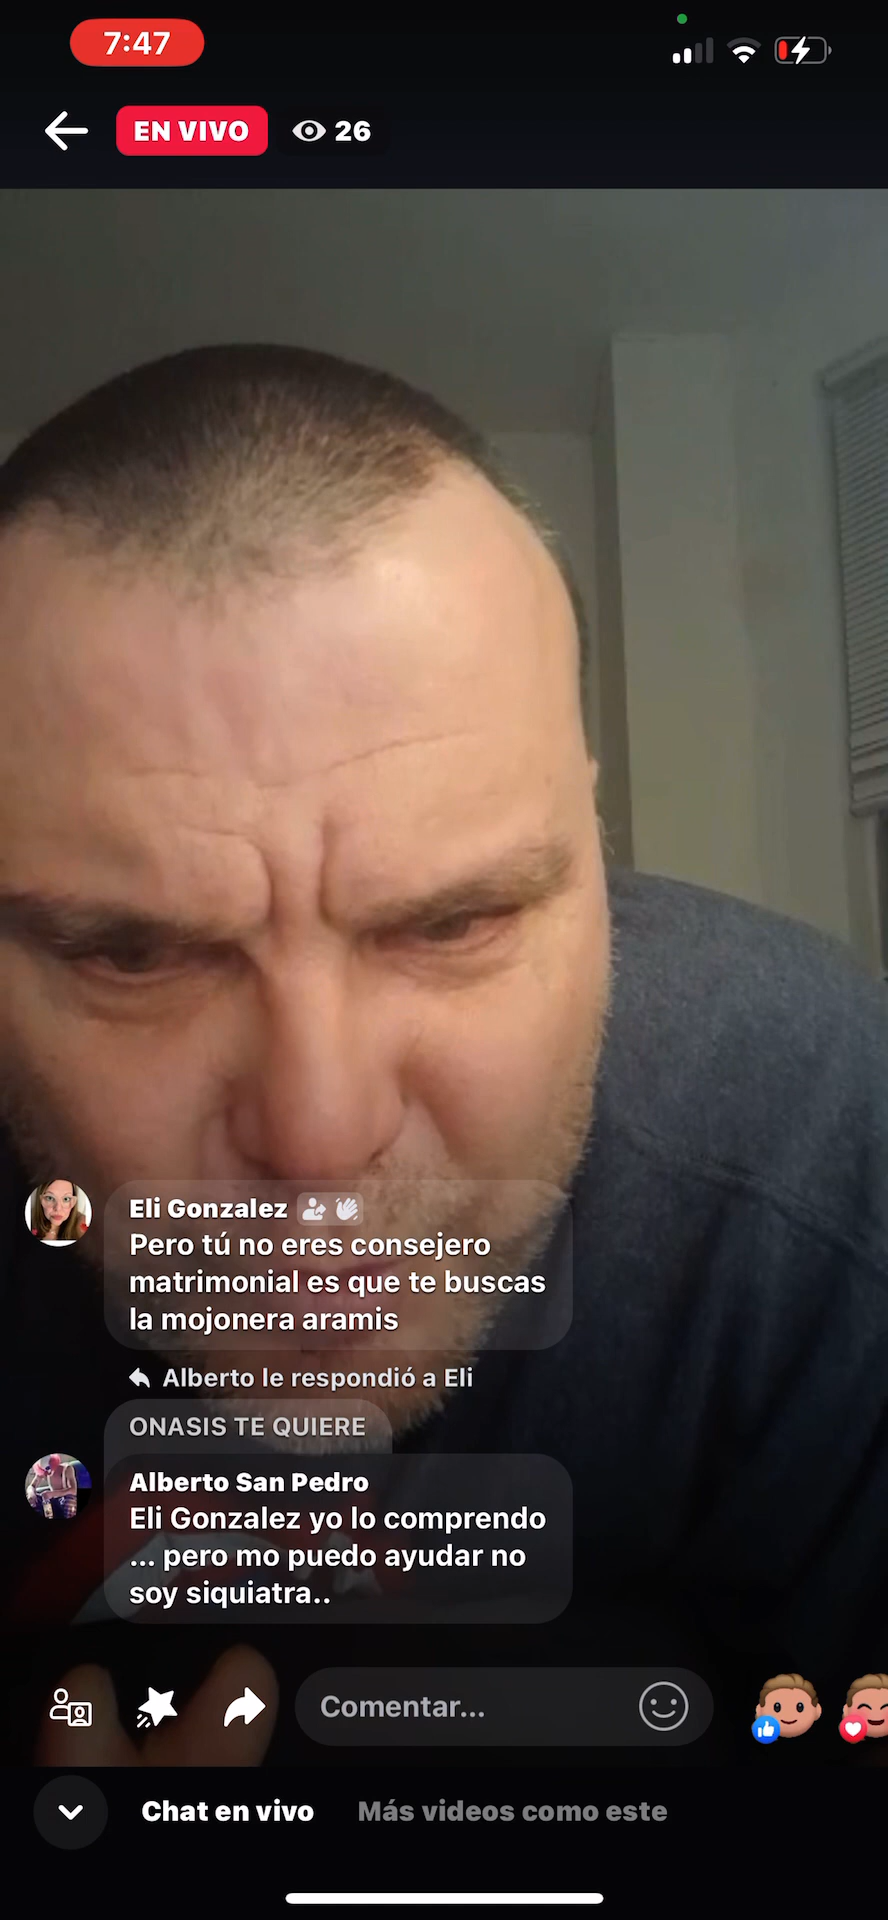 7:47
EN VIVO
26
Eli Gonzalez
Pero tú no eres consejero
matrimonial es que te buscas
la mojonera aramis
Alberto le respondió a Eli
ONASIS TE QUIERE
Alberto San Pedro
Eli Gonzalez yo lo comprendo
... pero mo puedo ayudar no
soy siquiatra..
Comentar...
Chat en vivo
Más videos como este